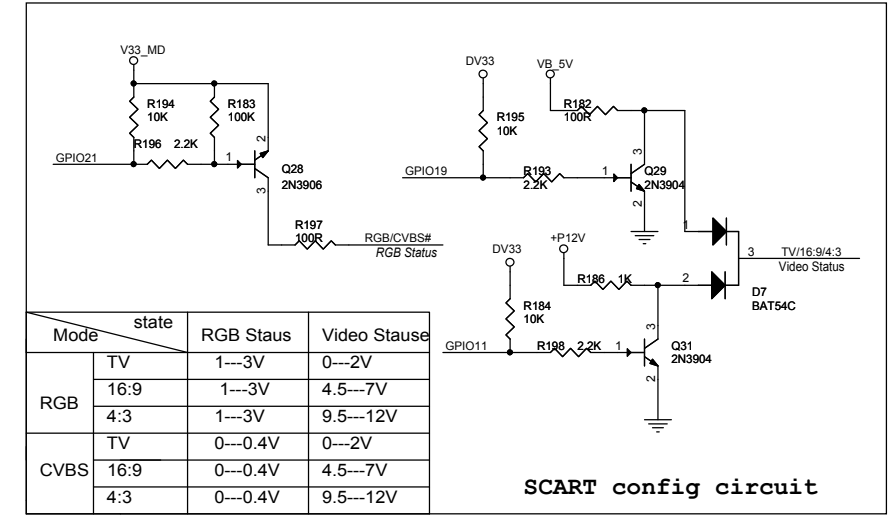 V33_MD
R194
10K
R183
100K
R196 2.2K
GPIO21
1
2
3
Q28
2N3906
R197
100R
RGB/CVBS#
RGB Status
DV33
VB_5V
R195
10K
R182
100R
GPIO19
R193
2.2K
1
3
2
Q29
2N3904
DV33
+P12V
R186 1K
R184
10K
GPIO11
R198 2.2K
1
3
2
Q31
2N3904
1
2
3
TV/16:9/4:3
Video Status
D7
BAT54C
Mode state RGB Staus Video Stause
RGB TV 1---3V 0---2V
16:9 1---3V 4.5---7V
4:3 1---3V 9.5---12V
CVBS TV 0---0.4V 0---2V
16:9 0---0.4V 4.5---7V
4:3 0---0.4V 9.5---12V
SCART config circuit